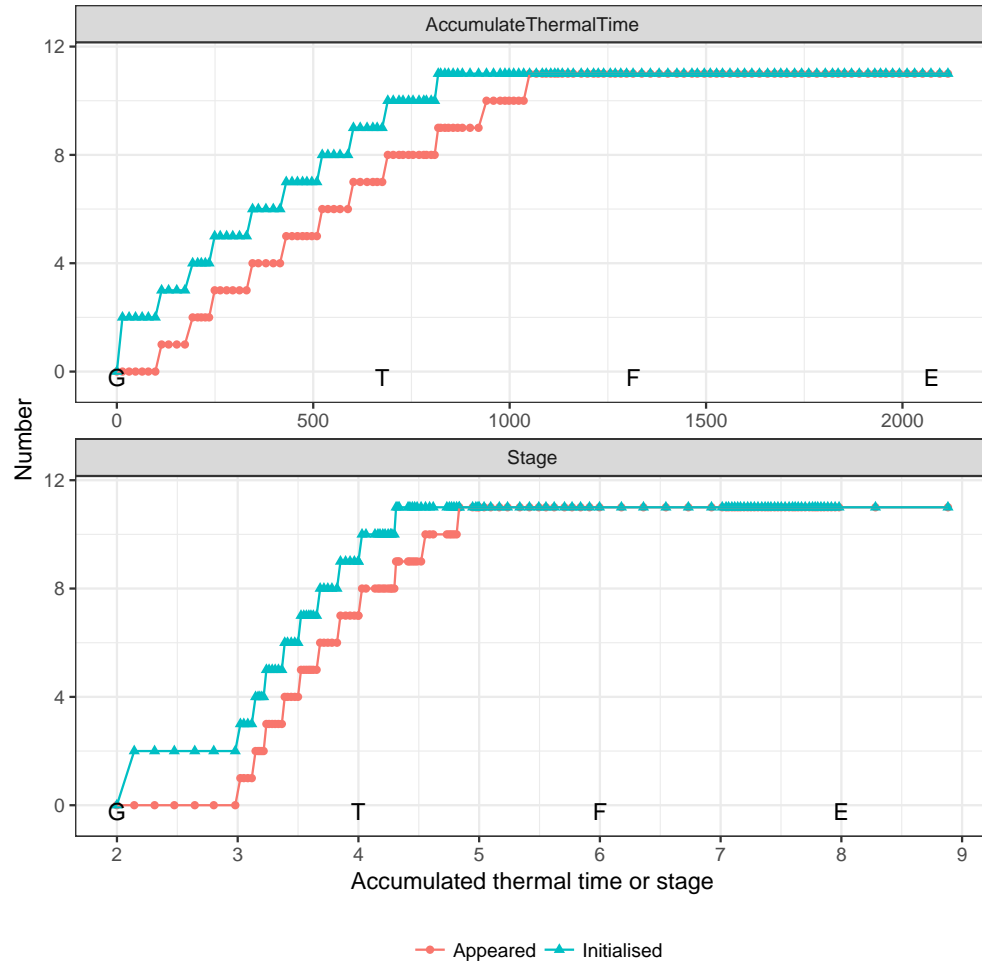 AccumulateThermalTime
12
8
4
0
G T F E
0 500 1000 1500 2000
Number
Stage
12
8
4
0
G T F E
2 3 4 5 6 7 8 9
Accumulated thermal time or stage
Appeared Initialised